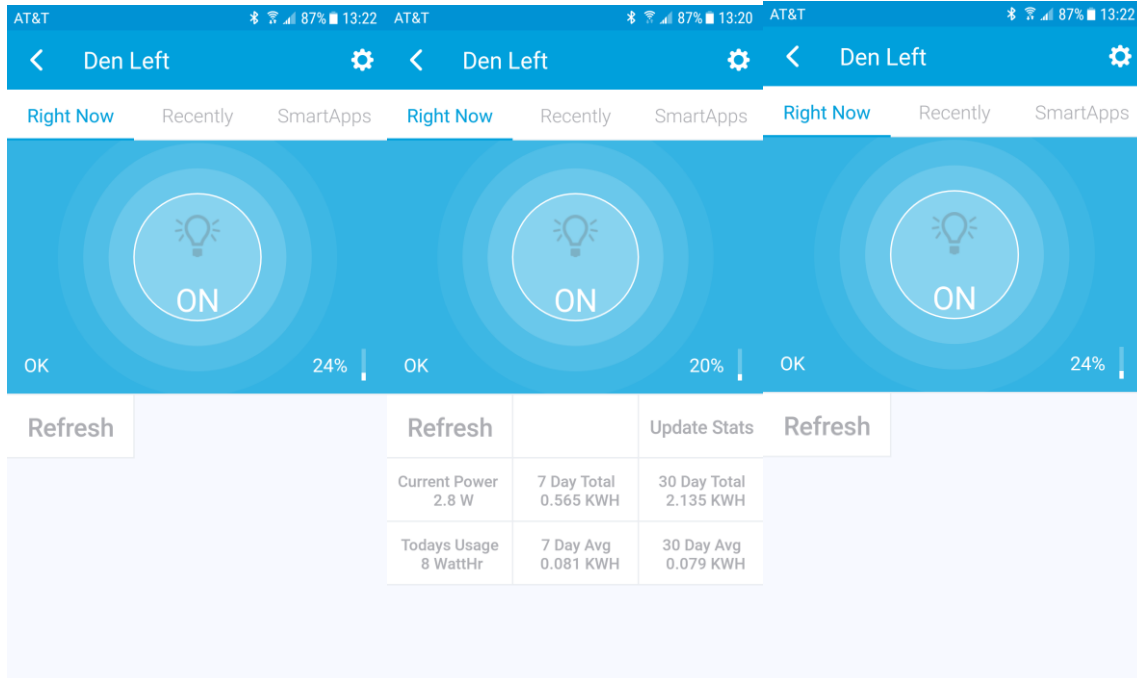 AT&T 87% 13:22
Den Left
Right Now Recently SmartApps
ON
OK 24%
Refresh
AT&T 87% 13:20
Den Left
Right Now Recently SmartApps
ON
OK 20%
Refresh Update Stats
Current Power 7 Day Total 30 Day Total
2.8 W 0.565 KWH 2.135 KWH
Todays Usage 7 Day Avg 30 Day Avg
8 WattHr 0.081 KWH 0.079 KWH
AT&T 87% 13:22
Den Left
Right Now Recently SmartApps
ON
OK 24%
Refresh